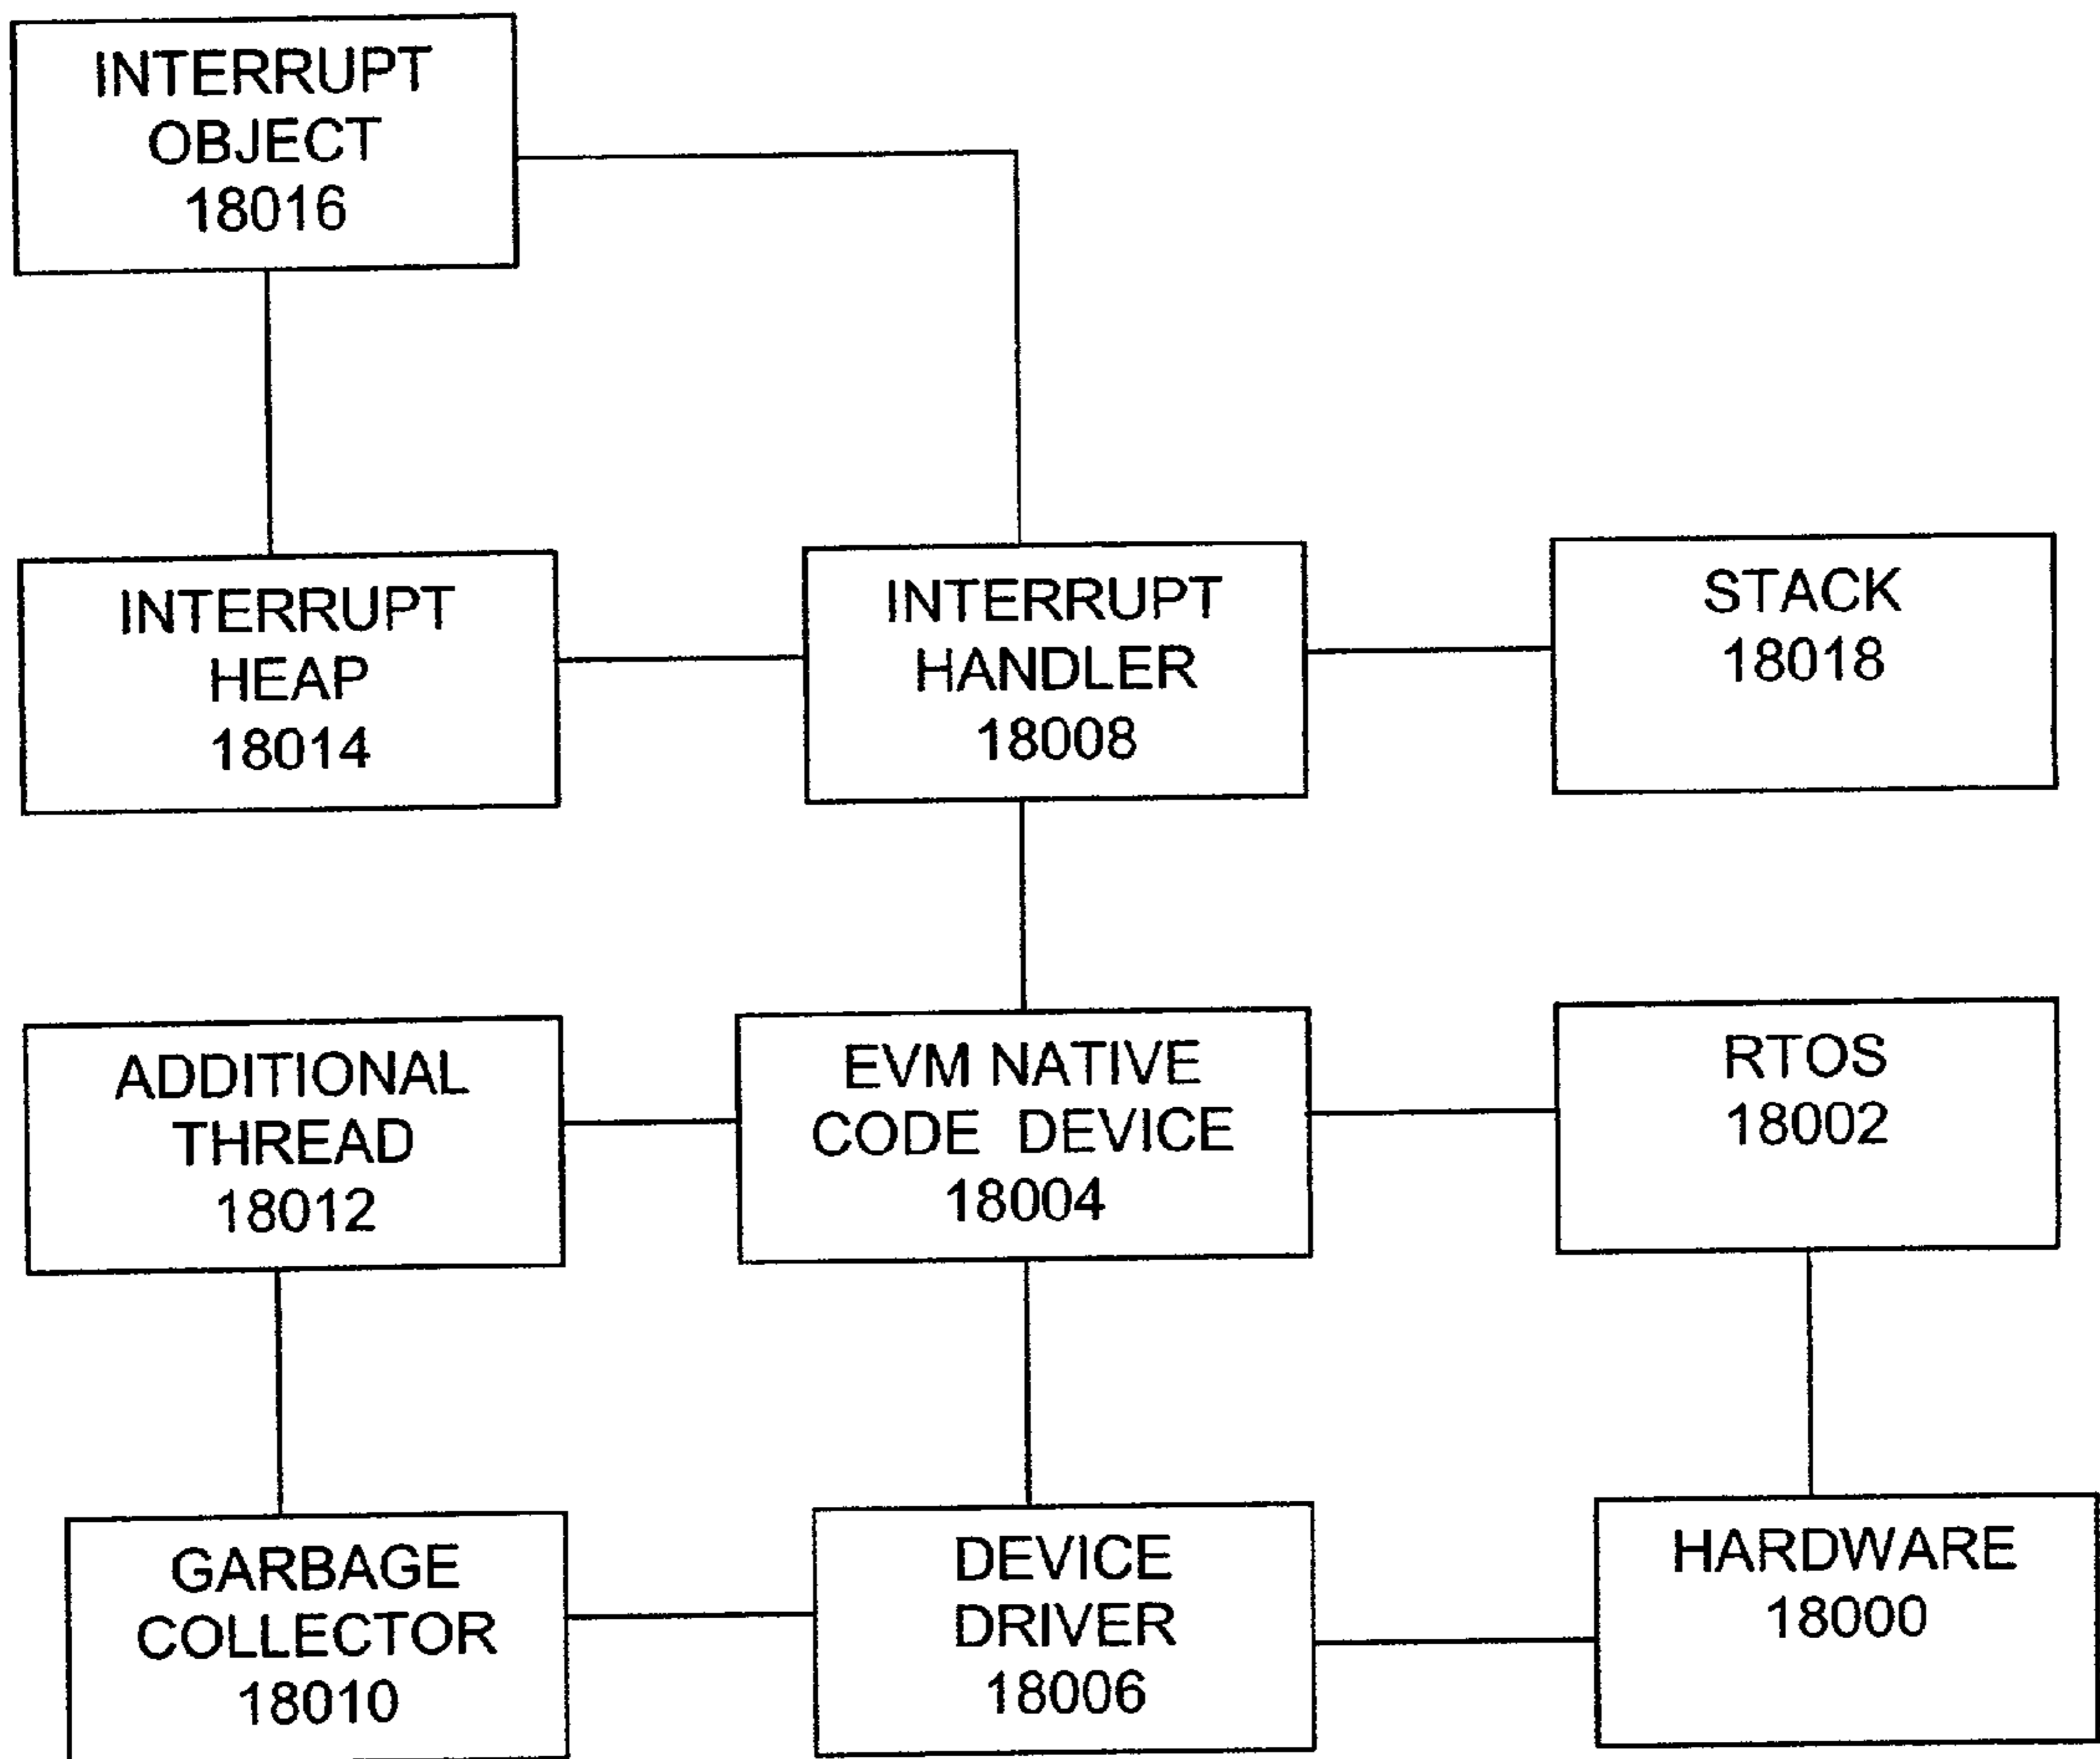 INTERRUPT
OBJECT
18016
INTERRUPT
HEAP
18014
INTERRUPT
HANDLER
18008
STACK
18018
ADDITIONAL
THREAD
18012
EVM NATIVE
CODE DEVICE
18004
RTOS
18002
GARBAGE
COLLECTOR
18010
DEVICE
DRIVER
18006
HARDWARE
18000